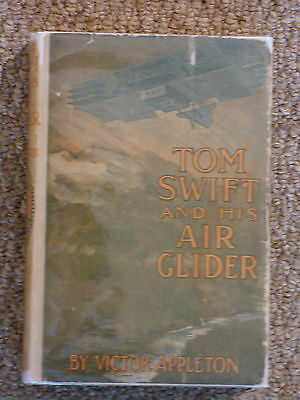 TOM
SWIFT
AND HIS
AIR
GLIDER
BY VICTOR APPLETON